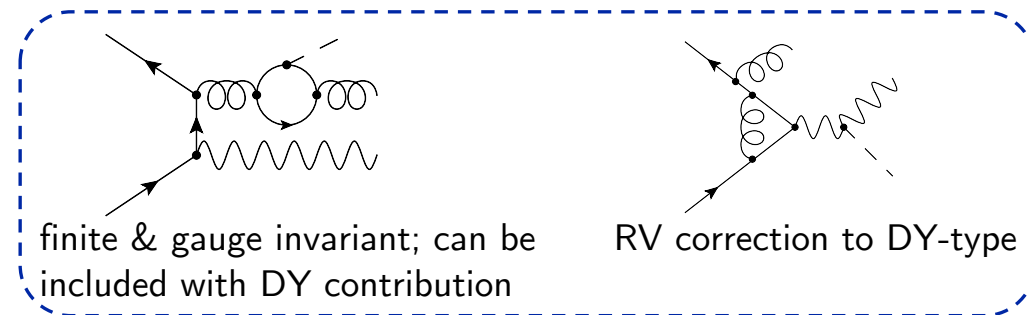 finite & gauge invariant; can be
included with DY contribution
RV correction to DY-type